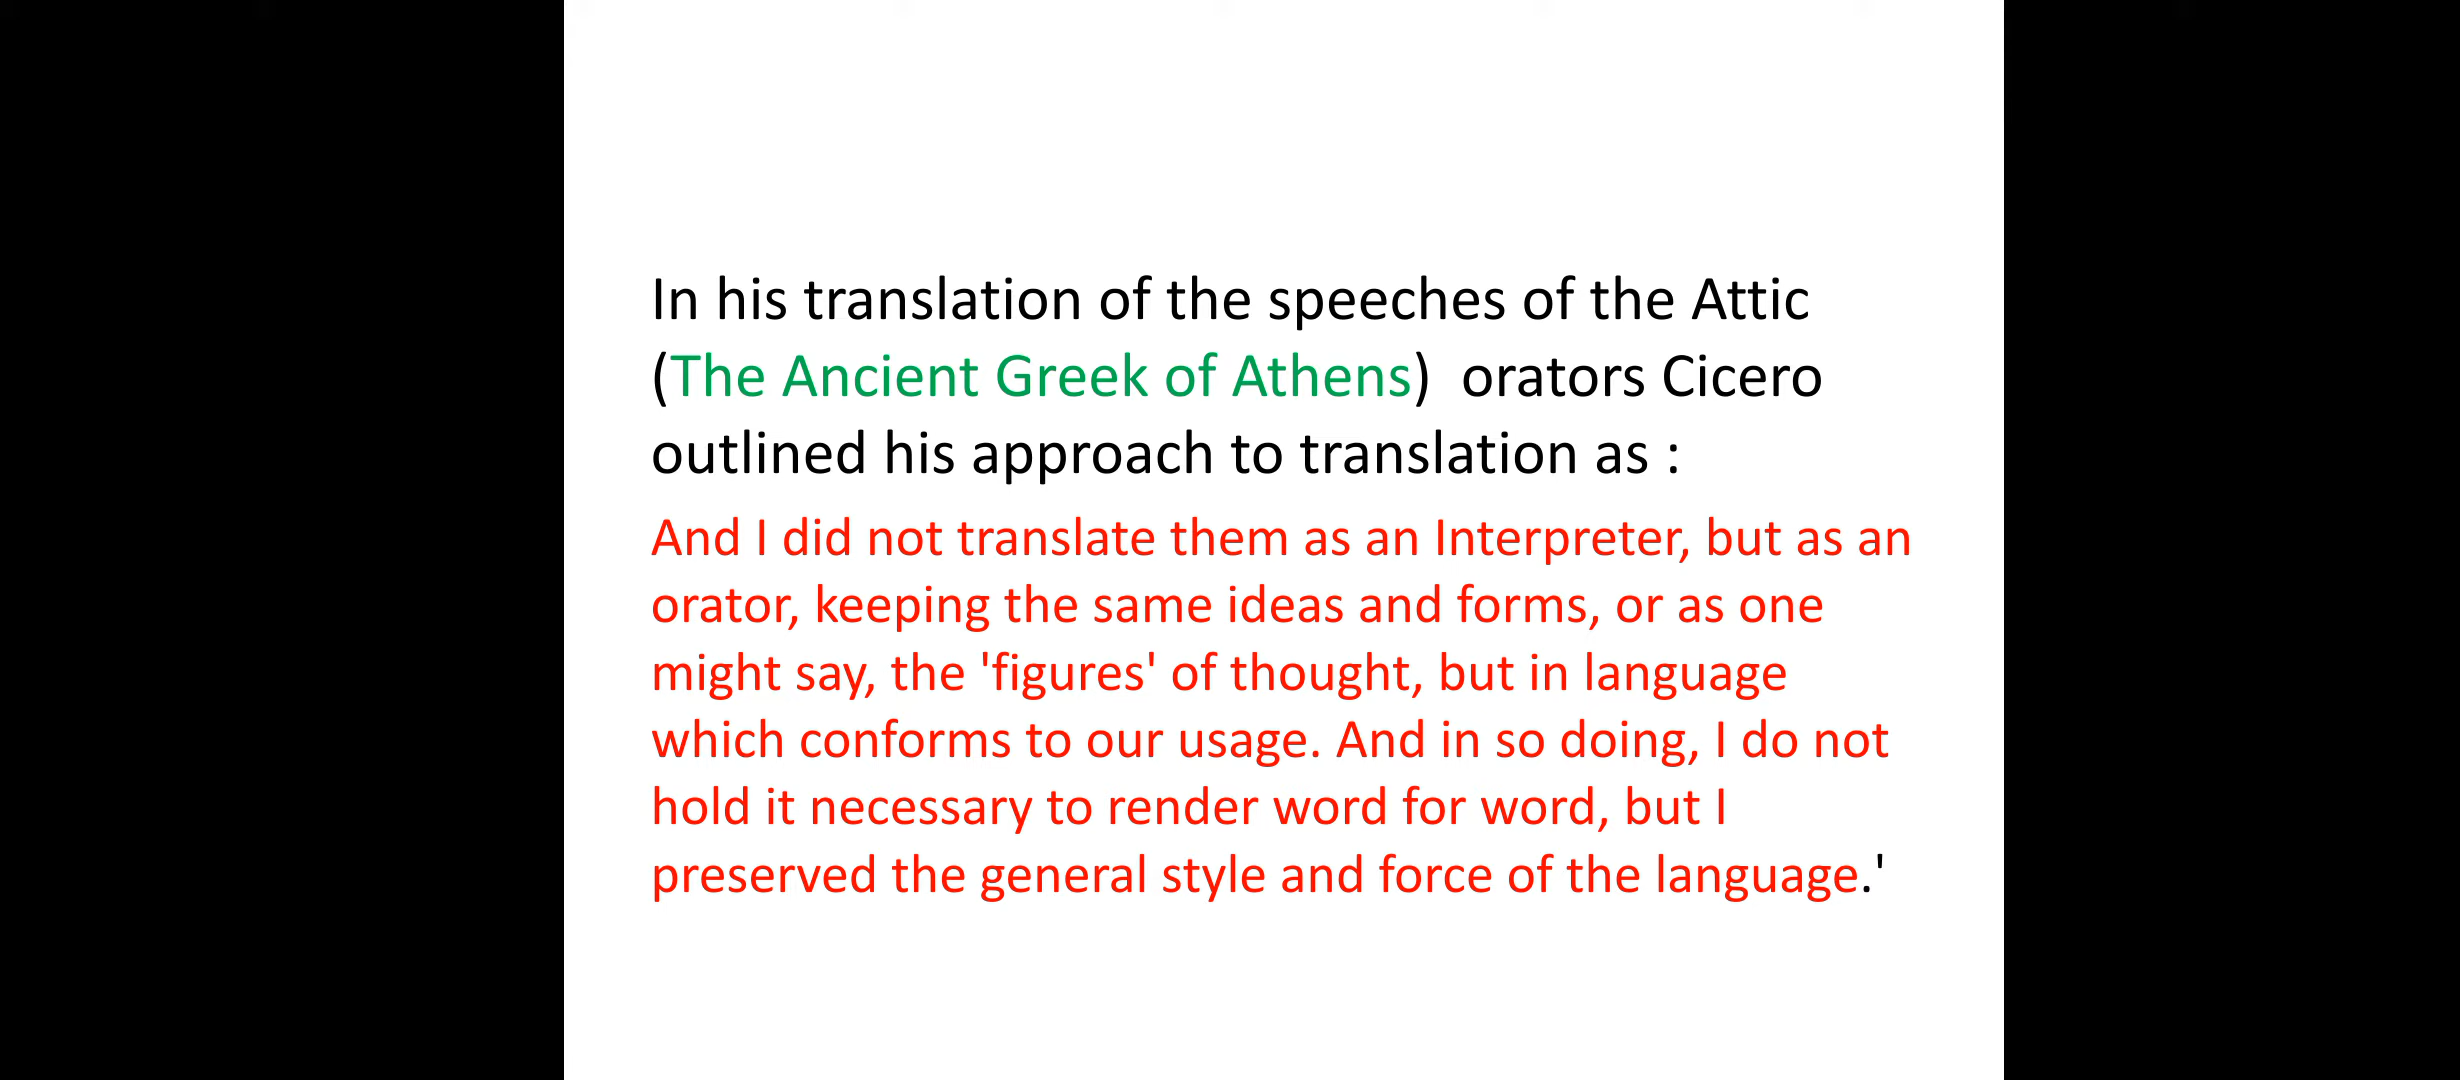 In his translation of the speeches of the Attic
(The Ancient Greek of Athens)  orators Cicero
outlined his approach to translation as :
And I did not translate them as an Interpreter, but as an
orator, keeping the same ideas and forms, or as one
might say, the 'figures' of thought, but in language
which conforms to our usage. And in so doing, I do not
hold it necessary to render word for word, but I
preserved the general style and force of the language.'